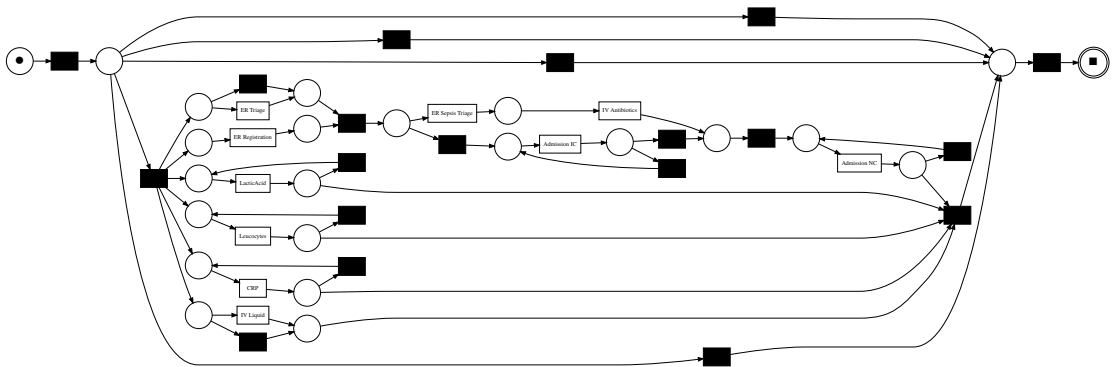 ER Triage
ER Sepsis Triage
IV Antibiotics
ER Registration
Admission IC
Admission NC
LacticAcid
Leucocytes
CRP
IV Liquid